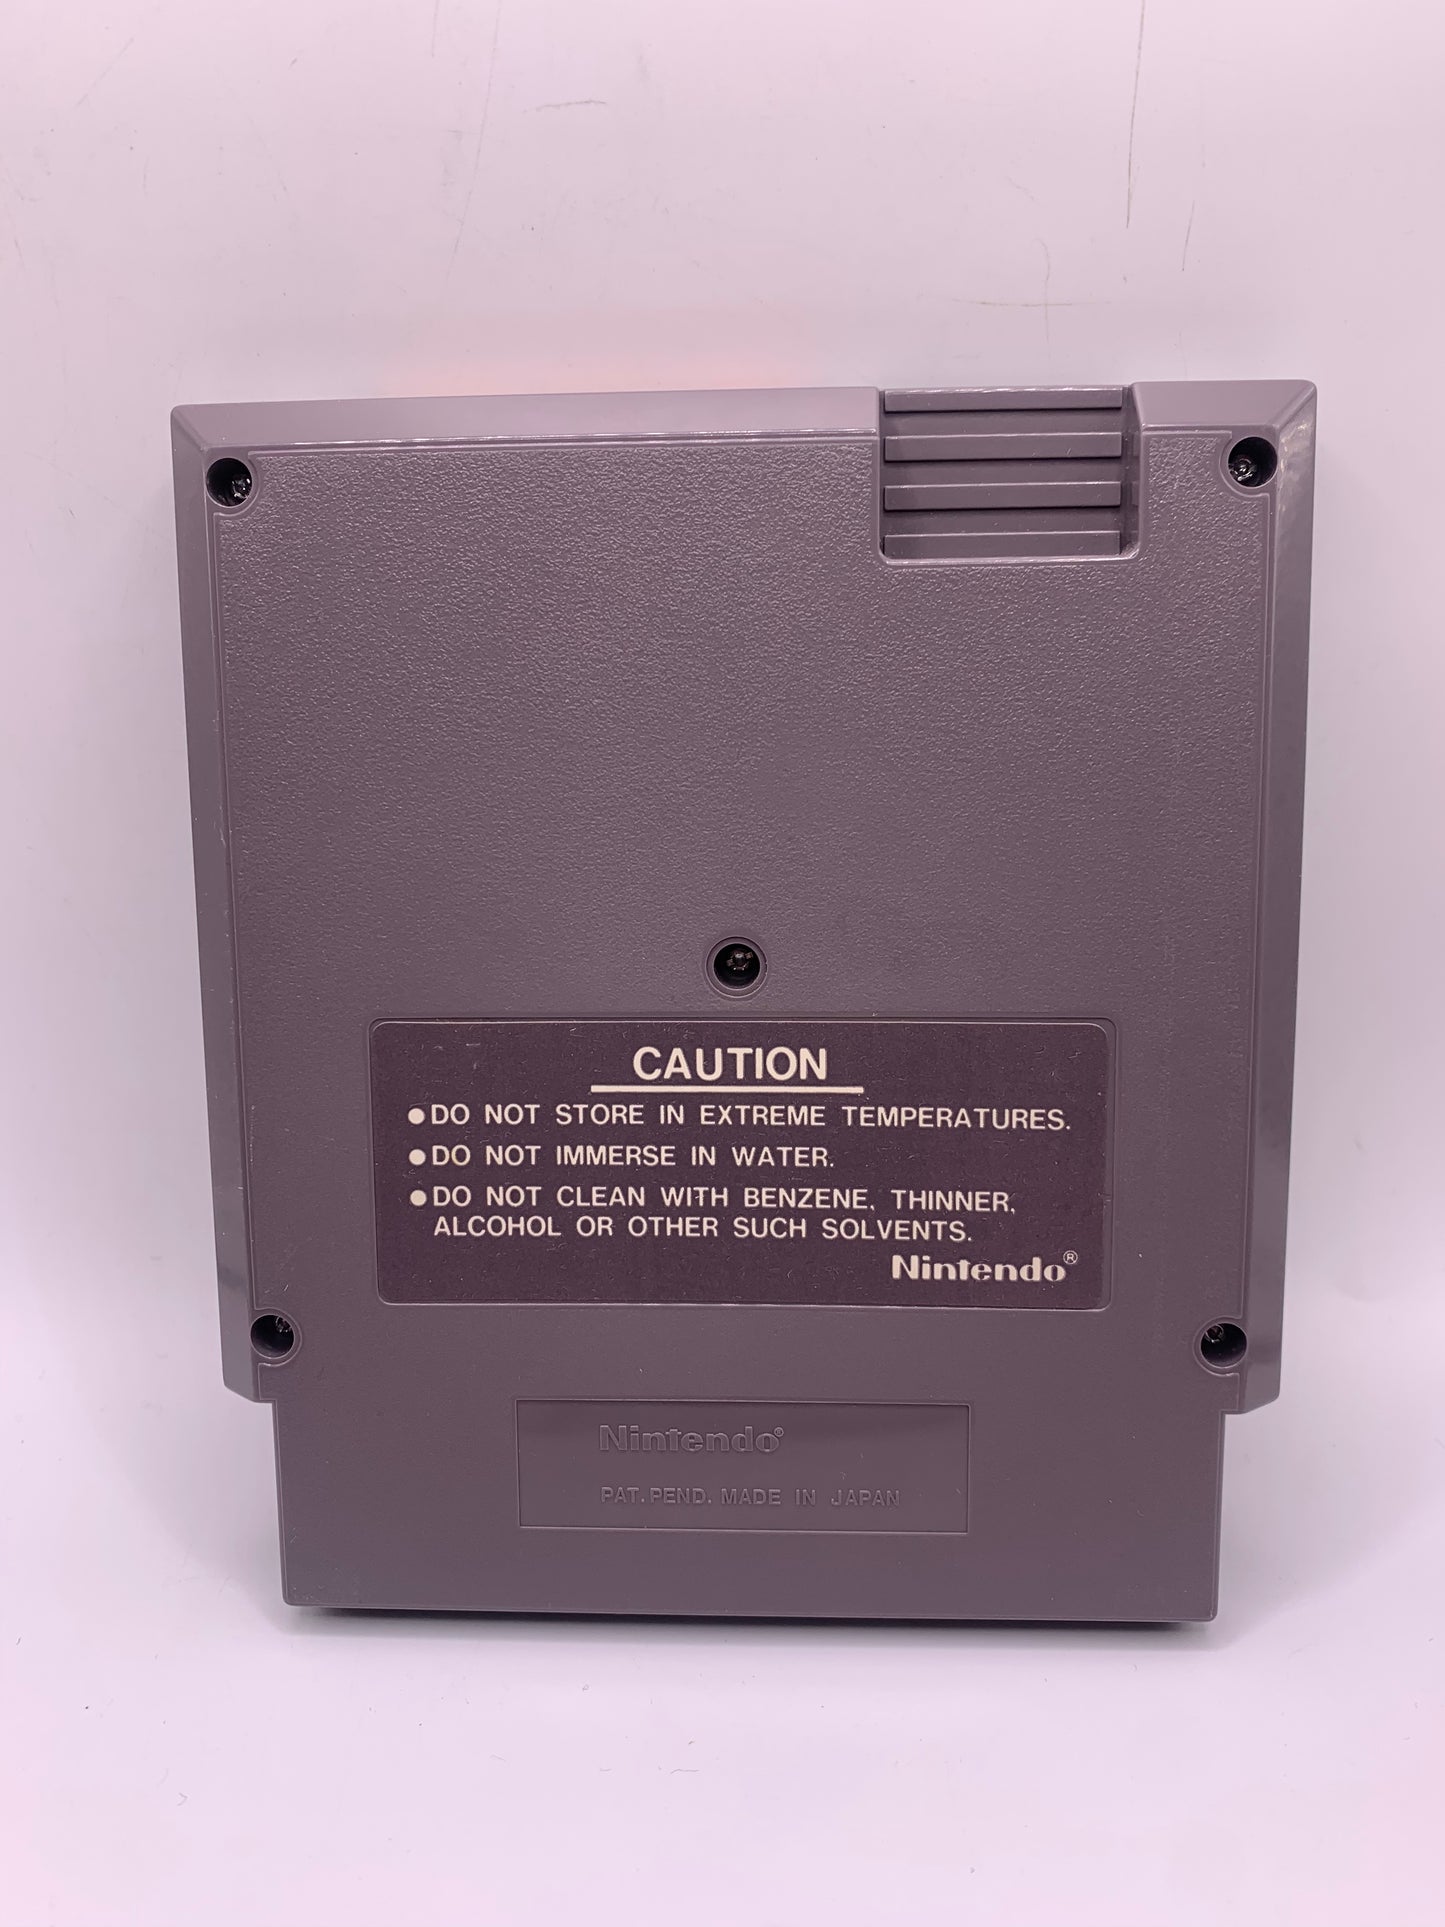 CAUTION
●DO NOT STORE IN EXTREME TEMPERATURES.
●DO NOT IMMERSE IN WATER.
●DO NOT CLEAN WITH BENZENE, THINNER,
ALCOHOL OR OTHER SUCH SOLVENTS.
Nintendo®
Nintendo®
PAT. PEND. MADE IN JAPAN